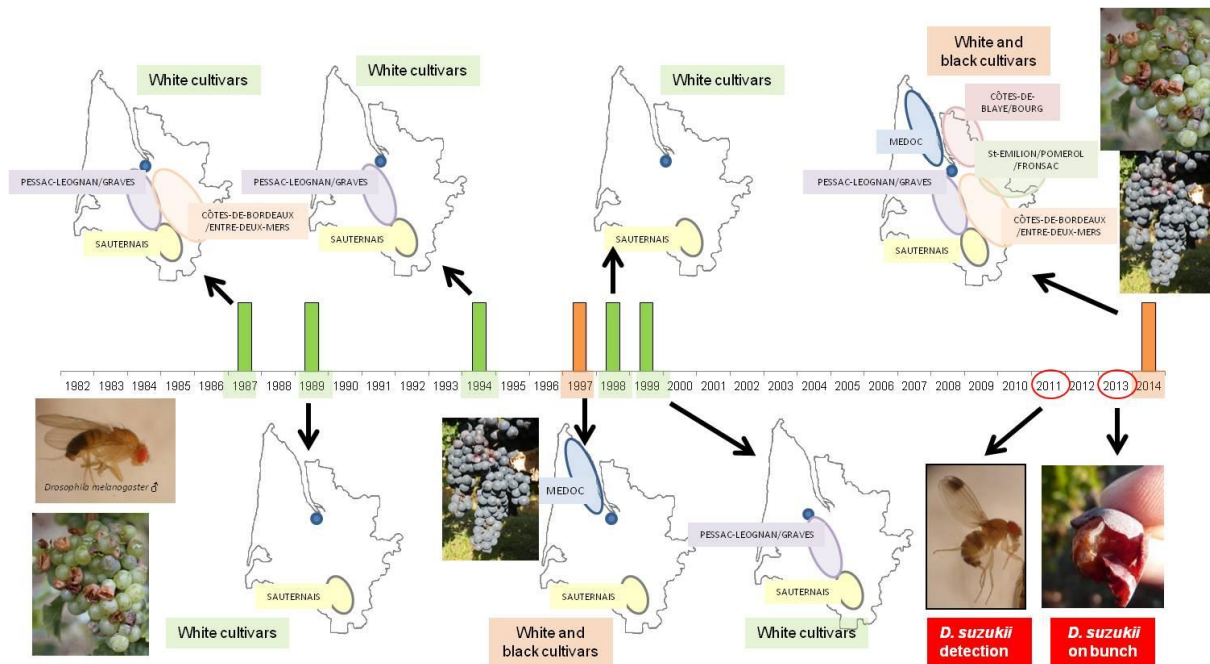 White cultivars
PESSAC-LEOGNAN/GRAVES
CÔTES-DE-BORDEAUX
/ENTRE-DEUX-MERS
SAUTERNAIS
White cultivars
PESSAC-LEOGNAN/GRAVES
SAUTERNAIS
White cultivars
SAUTERNAIS
White and
black cultivars
CÔTES-DE-
BLAYE/BOURG
MEDOC
St-EMILION/POMEROL
/FRONSAC
PESSAC-LEOGNAN/GRAVES
CÔTES-DE-BORDEAUX
/ENTRE-DEUX-MERS
SAUTERNAIS
1982 1983 1984 1985 1986 1987 1988 1989 1990 1991 1992 1993 1994 1995 1996 1997 1998 1999 2000 2001 2002 2003 2004 2005 2006 2007 2008 2009 2010 2011 2012 2013 2014
Drosophila melanogaster ♂
SAUTERNAIS
White cultivars
MEDOC
SAUTERNAIS
White and
black cultivars
PESSAC-LEOGNAN/GRAVES
SAUTERNAIS
White cultivars
D. suzukii
detection
D. suzukii
on bunch